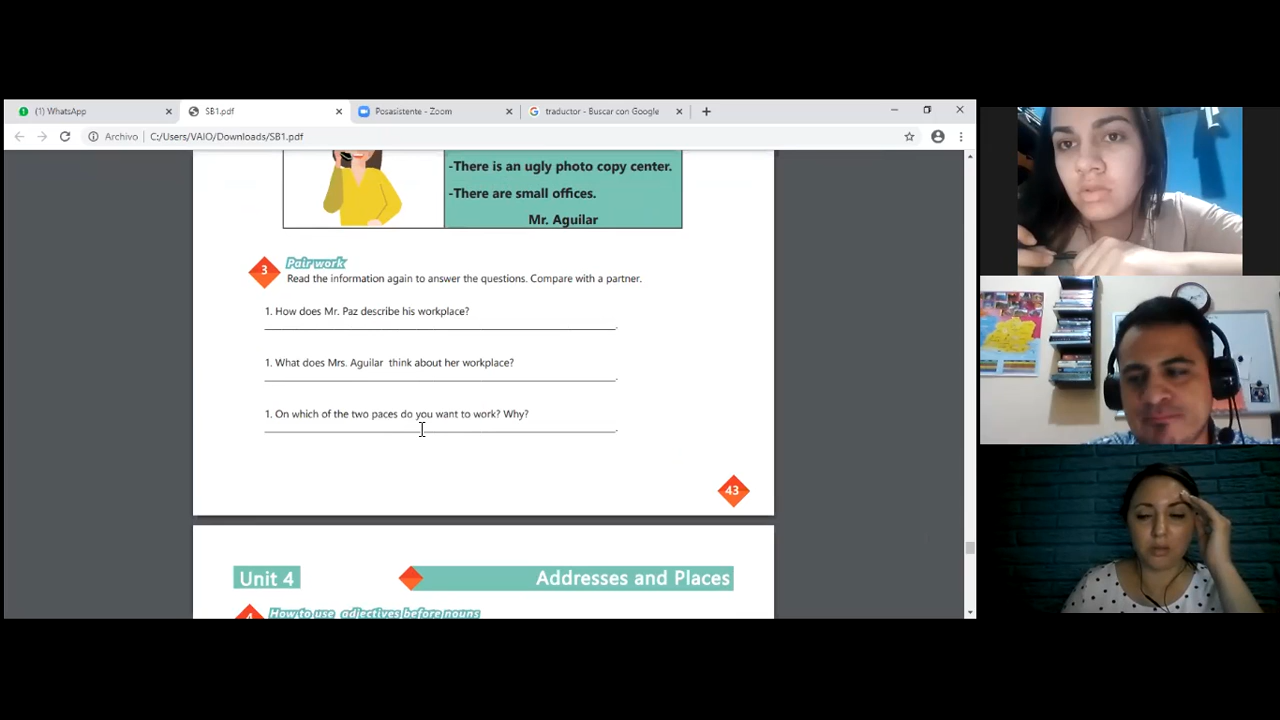 (1) WhatsApp
SB1.pdf
Posasistente - Zoom
traductor - Buscar con Google
Archivo
C:/Users/VAIO/Downloads/SB1.pdf
-There is an ugly photo copy center.
-There are small offices.
Mr. Aguilar
3
Pair work
Read the information again to answer the questions. Compare with a partner.
1. How does Mr. Paz describe his workplace?
1. What does Mrs. Aguilar think about her workplace?
1. On which of the two paces do you want to work? Why?
43
Unit 4
Addresses and Places
4
How to use adjectives before nouns